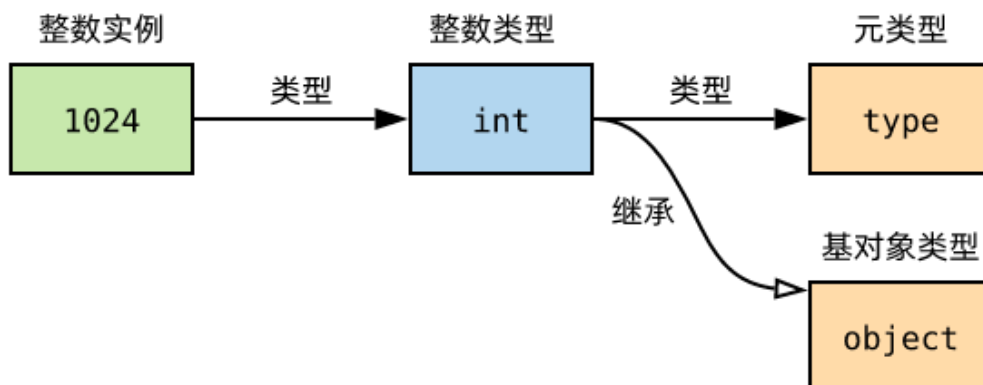 整数实例
整数类型
元类型
1024
类型
int
类型
type
继承
基对象类型
object